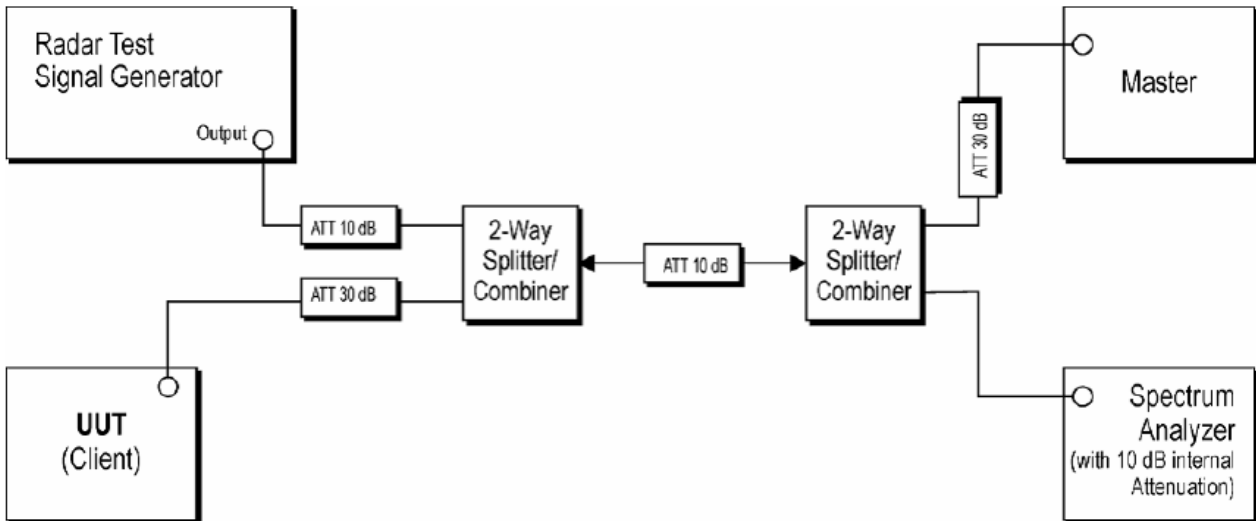 Radar Test
Signal Generator
Output
Master
ATT 30 dB
ATT 10 dB
2-Way
Splitter/
Combiner
ATT 10 dB
2-Way
Splitter/
Combiner
ATT 30 dB
UUT
(Client)
Spectrum
Analyzer
(with 10 dB internal
Attenuation)